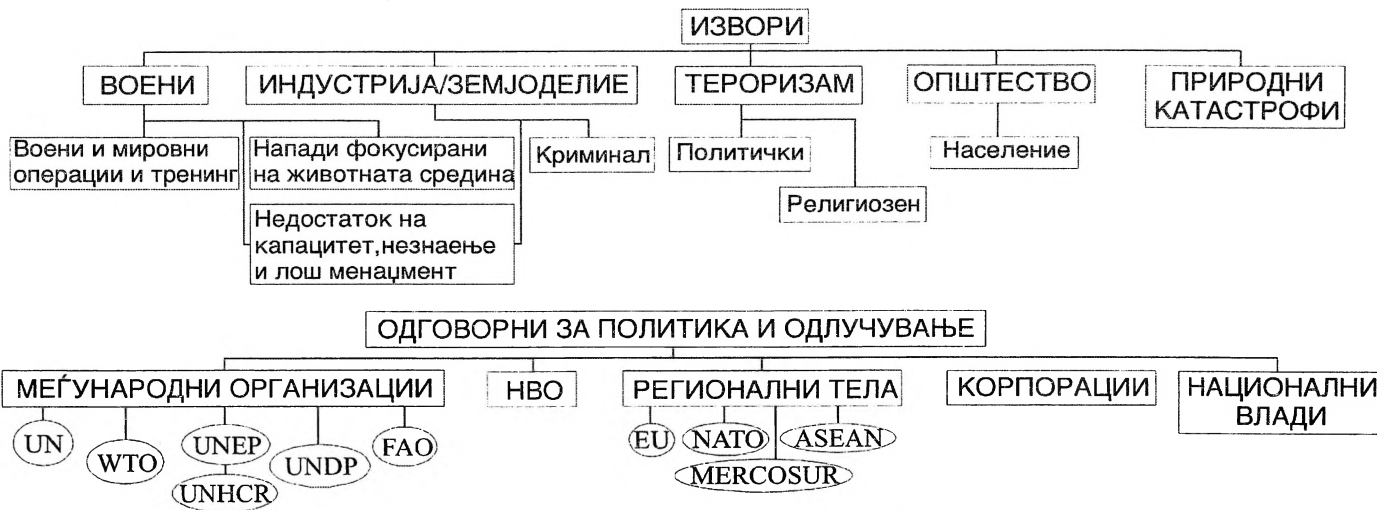 ИЗВОРИ
ВОЕНИ
ИНДУСТРИЈА/ЗЕМЈОДЕЛИЕ
ТЕРОРИЗАМ
ОПШТЕСТВО
ПРИРОДНИ
КАТАСТРОФИ
Воени и мировни
операции и тренинг
Напади фокусирани
на животната средина
Криминал
Политички
Население
Религиозен
Недостаток на
капацитет,незнаење
и лош менаџмент
ОДГОВОРНИ ЗА ПОЛИТИКА И ОДЛУЧУВАЊЕ
МЕЃУНАРОДНИ ОРГАНИЗАЦИИ
НВО
РЕГИОНАЛНИ ТЕЛА
КОРПОРАЦИИ
НАЦИОНАЛНИ
ВЛАДИ
UN
WTO
UNEP
UNHCR
UNDP
FAO
EU
NATO
ASEAN
MERCOSUR